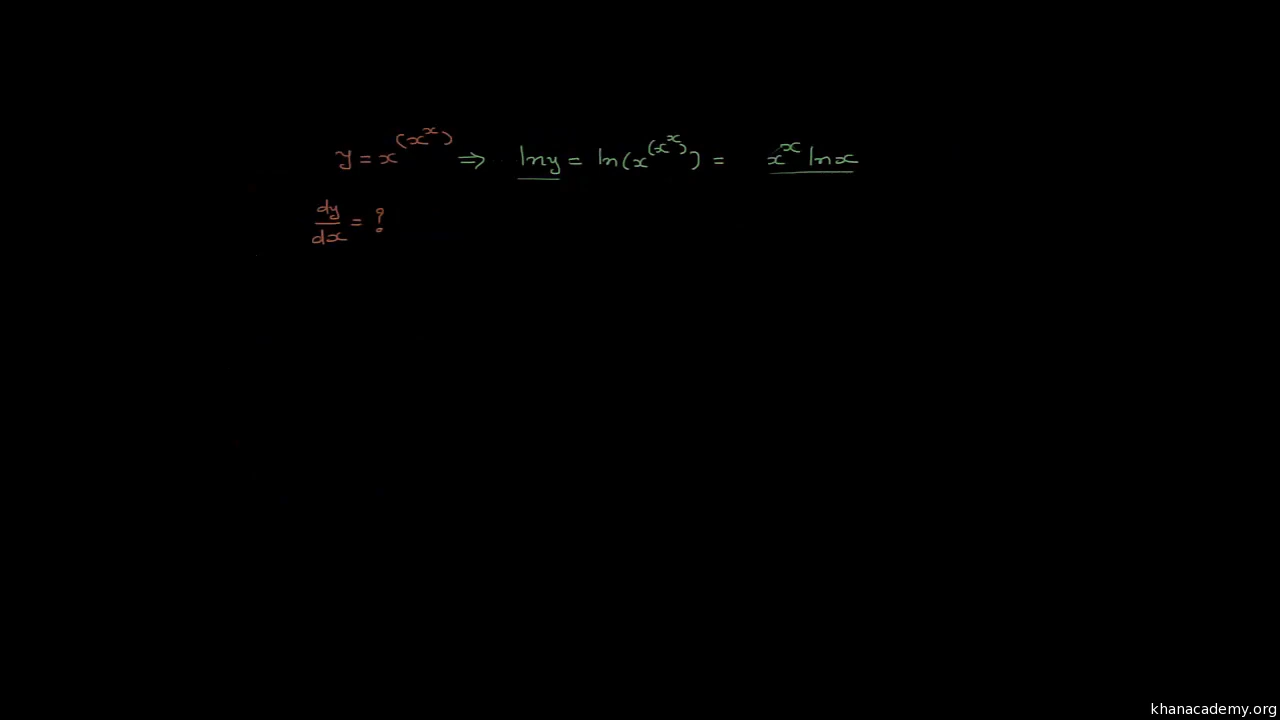 y = x^(x^x) ⇒ ln y = ln(x^(x^x)) = x^x ln x
dy/dx = ?
khanacademy.org